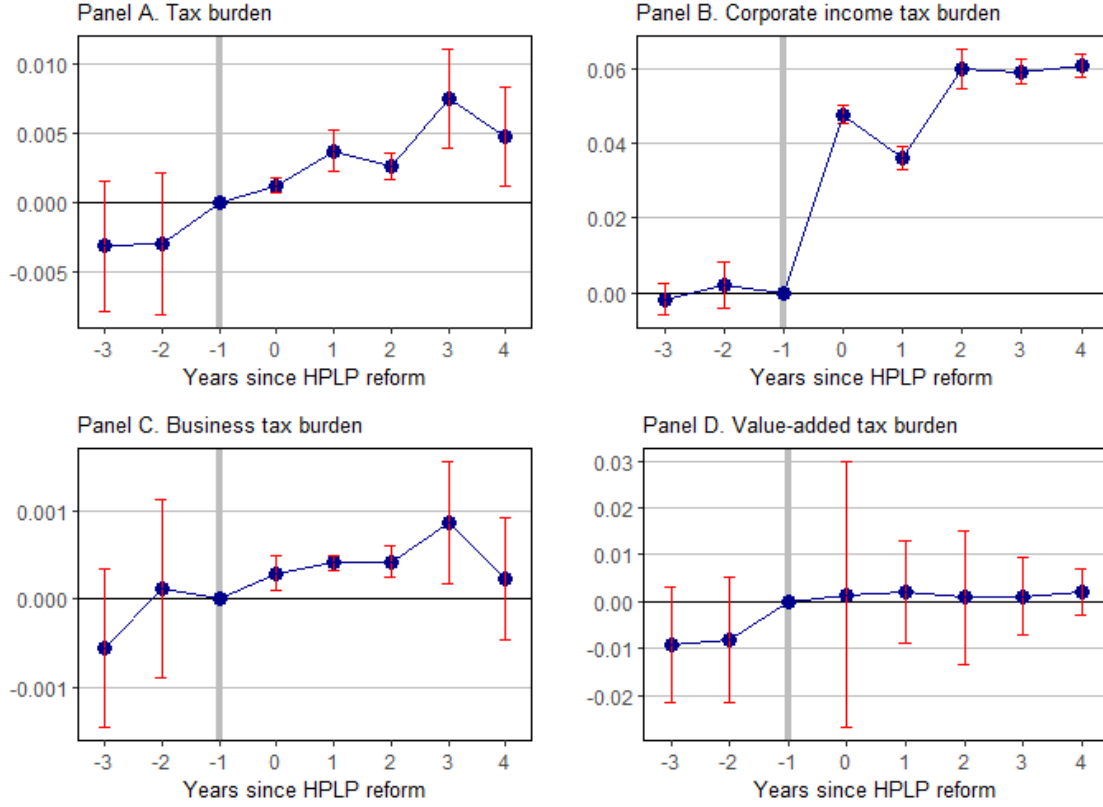 Panel A. Tax burden
0.010
0.005
0.000
-0.005
-3 -2 -1 0 1 2 3 4
Years since HPLP reform
Panel B. Corporate income tax burden
0.06
0.04
0.02
0.00
-3 -2 -1 0 1 2 3 4
Years since HPLP reform
Panel C. Business tax burden
0.001
0.000
-0.001
-3 -2 -1 0 1 2 3 4
Years since HPLP reform
Panel D. Value-added tax burden
0.03
0.02
0.01
0.00
-0.01
-0.02
-3 -2 -1 0 1 2 3 4
Years since HPLP reform